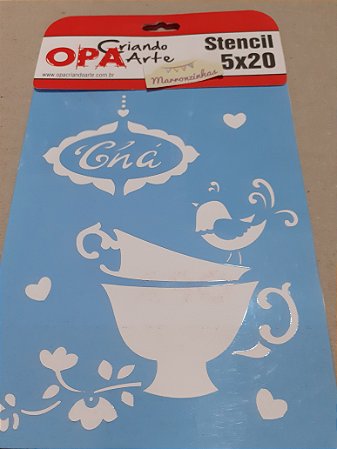 OPA Criando Arte
www.opacriandoarte.com.br
Stencil
5x20
Marronzinhas
Chá